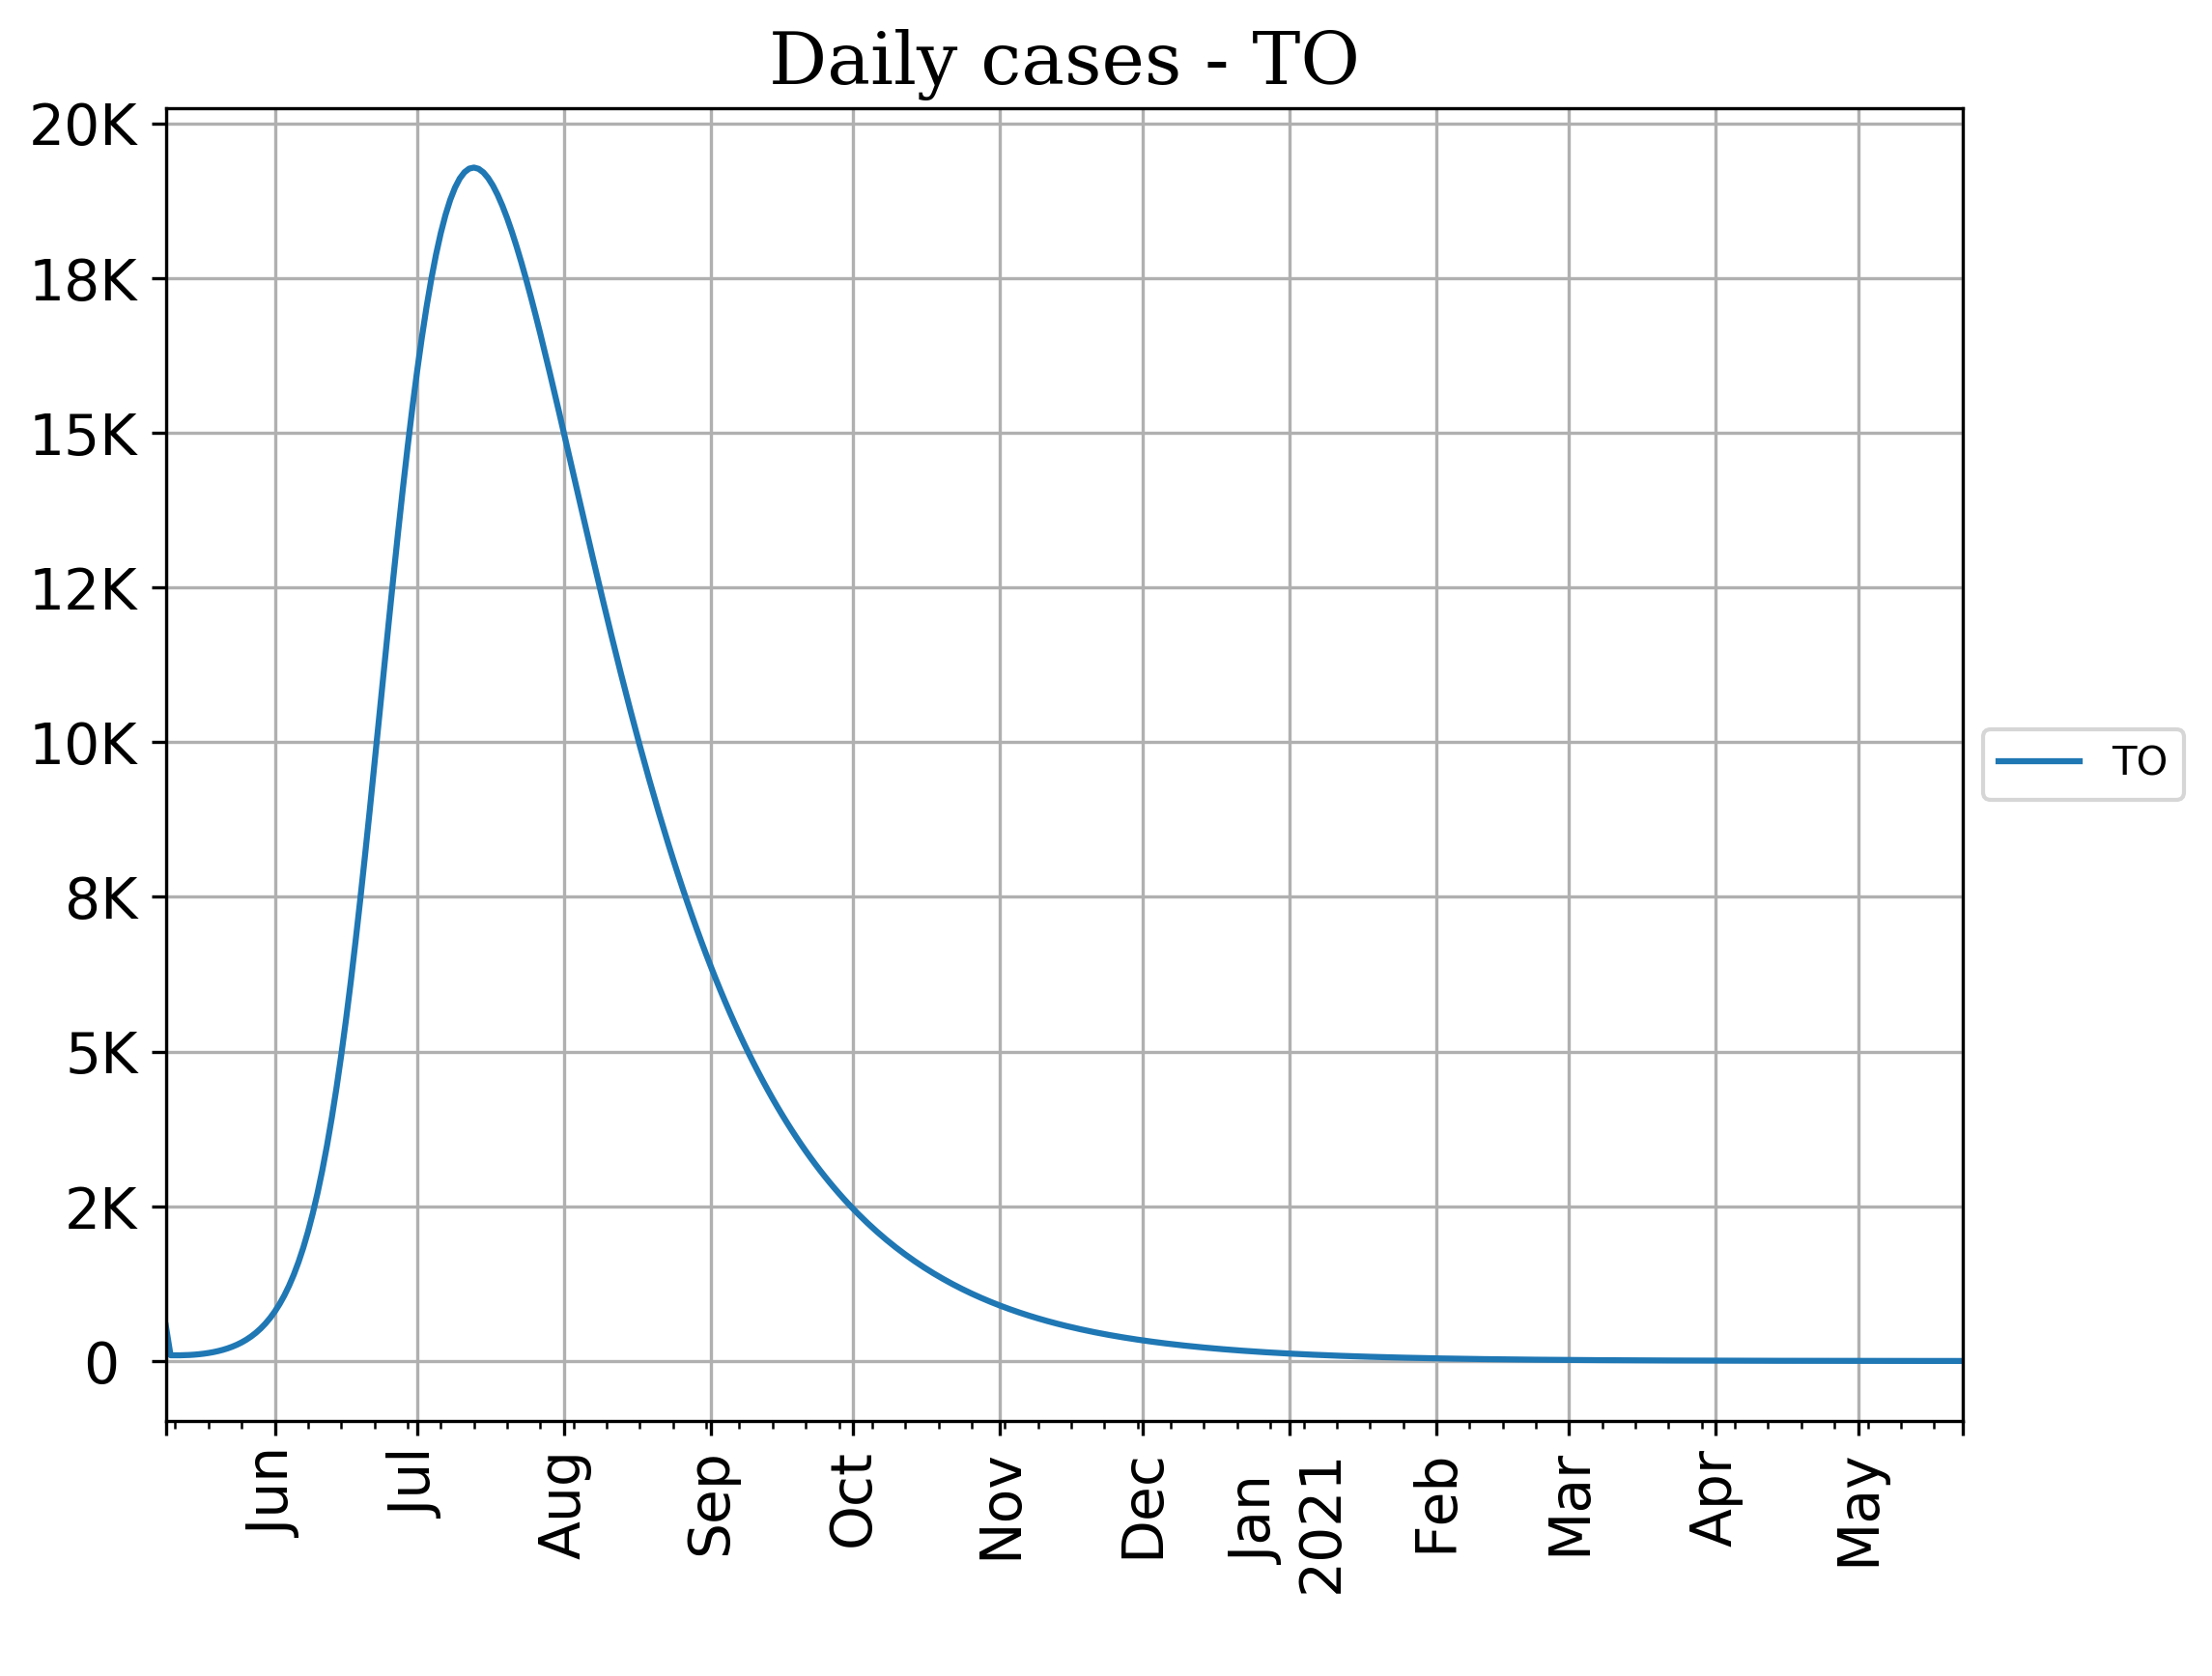 Daily cases - TO
20K
18K
15K
12K
10K
8K
5K
2K
0
TO
Jun
Jul
Aug
Sep
Oct
Nov
Dec
Jan
2021
Feb
Mar
Apr
May